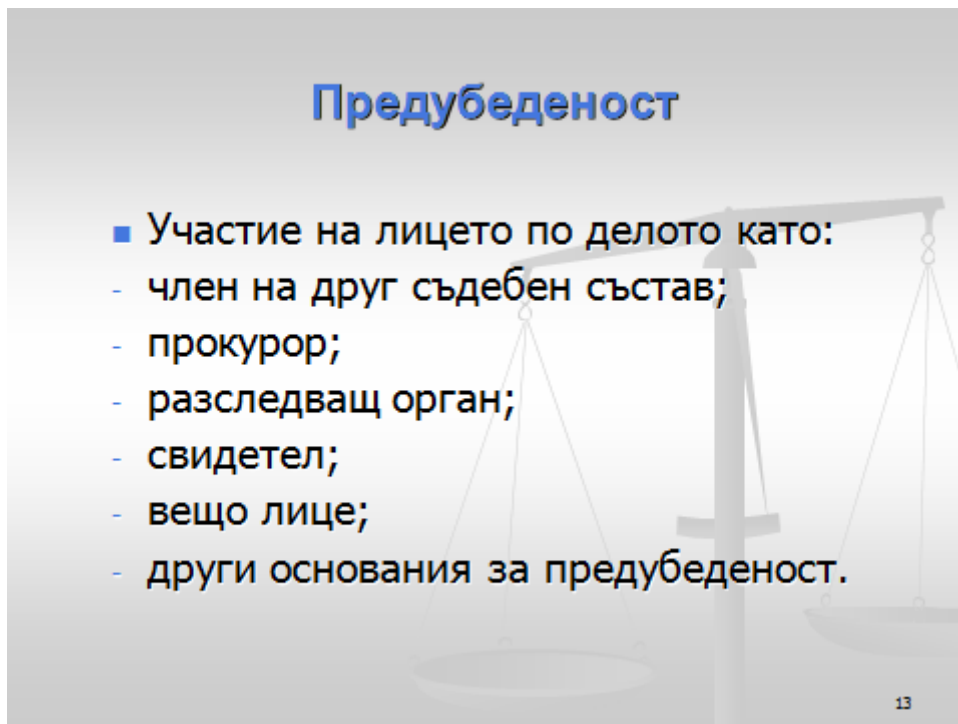 Предубеденост
Участие на лицето по делото като:
- член на друг съдебен състав;
- прокурор;
- разследващ орган;
- свидетел;
- вещо лице;
- други основания за предубеденост.
13